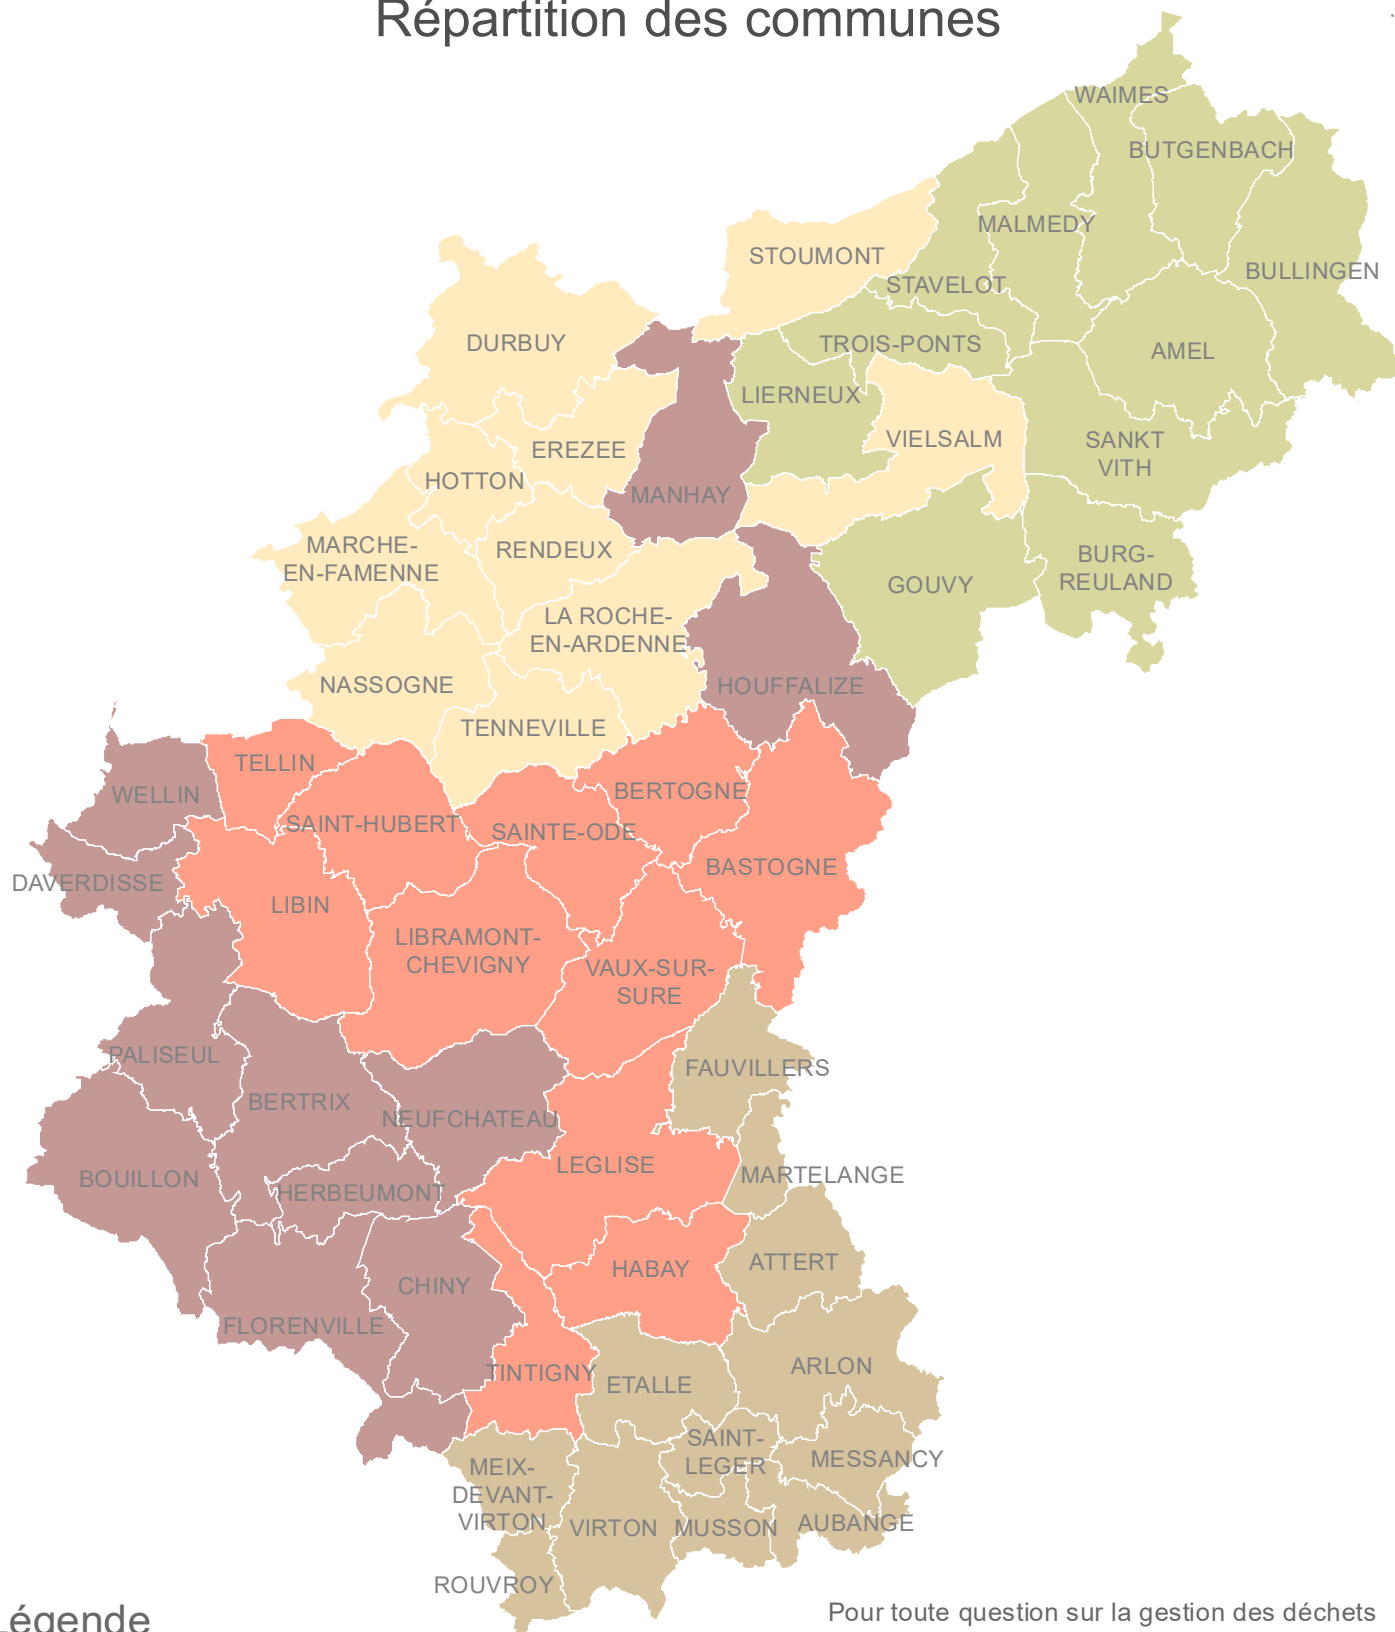 Répartition des communes
WAIMES
BUTGENBACH
MALMEDY
STOUMONT
BULLINGEN
STAVELOT
DURBUY
TROIS-PONTS
AMEL
LIERNEUX
VIELSALM
SANKT
VITH
EREZEE
HOTTON
MANHAY
MARCHE-
EN-FAMENNE
RENDEUX
BURG-
REULAND
GOUVY
LA ROCHE-
EN-ARDENNE
NASSOGNE
HOUFFALIZE
TENNEVILLE
TELLIN
WELLIN
BERTOGNE
SAINT-HUBERT
SAINTE-ODE
BASTOGNE
DAVERDISSE
LIBIN
LIBRAMONT-
CHEVIGNY
VAUX-SUR-
SURE
PALISEUL
FAUVILLERS
BERTRIX
NEUFCHATEAU
LEGLISE
MARTELANGE
BOUILLON
HERBEUMONT
ATTERT
HABAY
CHINY
FLORENVILLE
ARLON
TINTIGNY
ETALLE
SAINT-
LEGER
MESSANCY
MEIX-
DEVANT-
VIRTON
VIRTON
MUSSON
AUBANGE
ROUVROY
Légende
Pour toute question sur la gestion des déchets